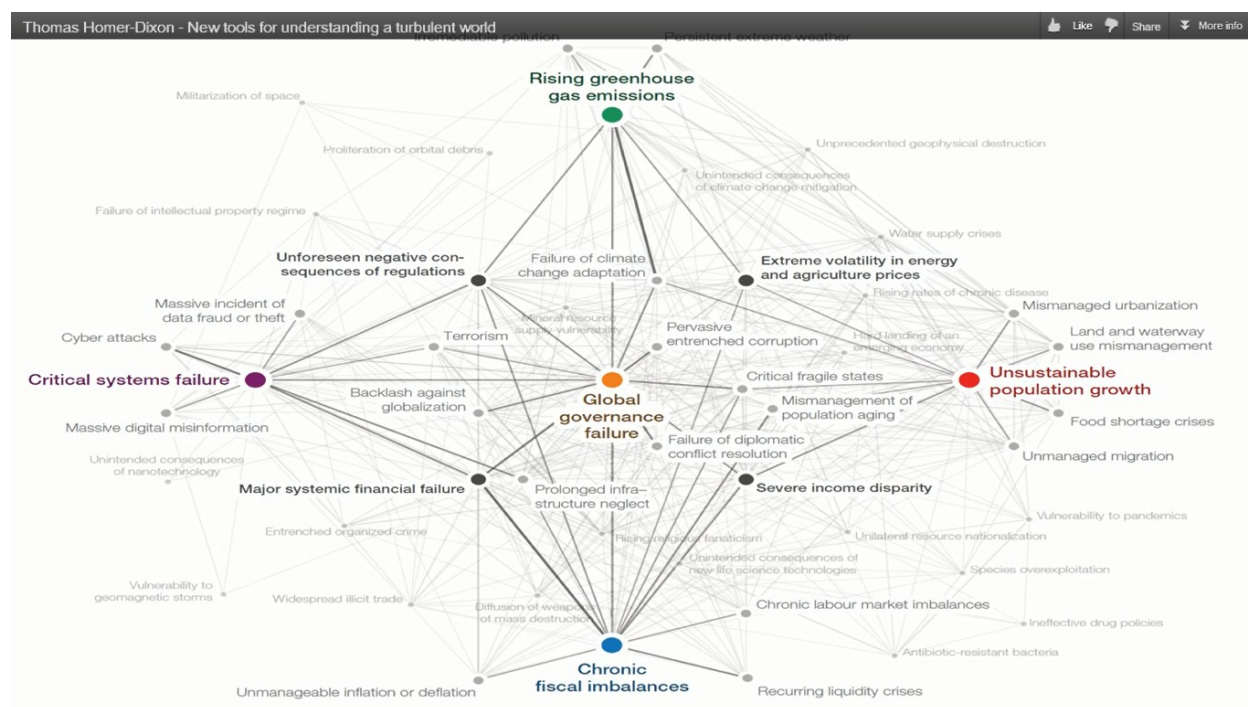 Thomas Homer-Dixon - New tools for understanding a turbulent world
Like
Share
More info
Irremediable pollution
Persistent extreme weather
Rising greenhouse
gas emissions
Militarization of space
Proliferation of orbital debris
Unprecedented geophysical destruction
Unintended consequences
of climate change mitigation
Failure of intellectual property regime
Water supply crises
Unforeseen negative con-
sequences of regulations
Failure of climate
change adaptation
Extreme volatility in energy
and agriculture prices
Rising rates of chronic disease
Massive incident of
data fraud or theft
Mineral resource
supply vulnerability
Mismanaged urbanization
Cyber attacks
Terrorism
Pervasive
entrenched corruption
Hard landing of an
emerging economy
Land and waterway
use mismanagement
Critical systems failure
Critical fragile states
Unsustainable
population growth
Backlash against
globalization
Global
governance
failure
Mismanagement of
population aging
Massive digital misinformation
Food shortage crises
Failure of diplomatic
conflict resolution
Unmanaged migration
Unintended consequences
of nanotechnology
Major systemic financial failure
Prolonged infra-
structure neglect
Severe income disparity
Vulnerability to pandemics
Entrenched organized crime
Rising religious fanaticism
Unilateral resource nationalization
Unintended consequences of
new life science technologies
Species overexploitation
Vulnerability to
geomagnetic storms
Widespread illicit trade
Diffusion of weapons
of mass destruction
Chronic labour market imbalances
Ineffective drug policies
Antibiotic-resistant bacteria
Chronic
fiscal imbalances
Unmanageable inflation or deflation
Recurring liquidity crises